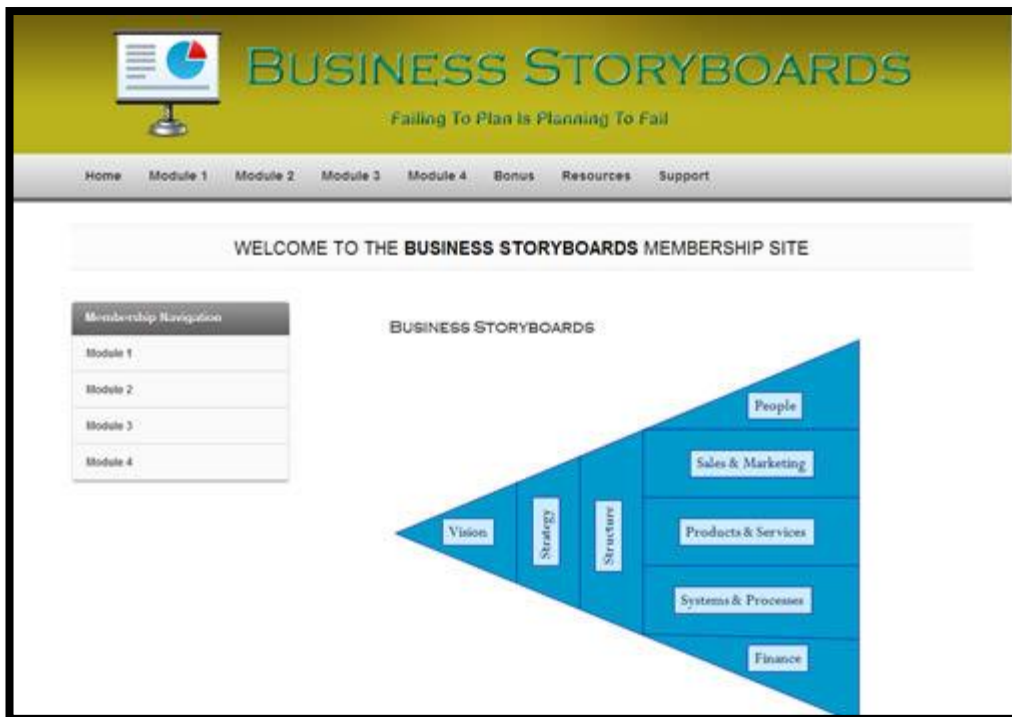 BUSINESS STORYBOARDS
Failing To Plan Is Planning To Fail
Home Module 1 Module 2 Module 3 Module 4 Bonus Resources Support
WELCOME TO THE BUSINESS STORYBOARDS MEMBERSHIP SITE
Membership Navigation
Module 1
Module 2
Module 3
Module 4
BUSINESS STORYBOARDS
Vision
Strategy
Structure
People
Sales & Marketing
Products & Services
Systems & Processes
Finance